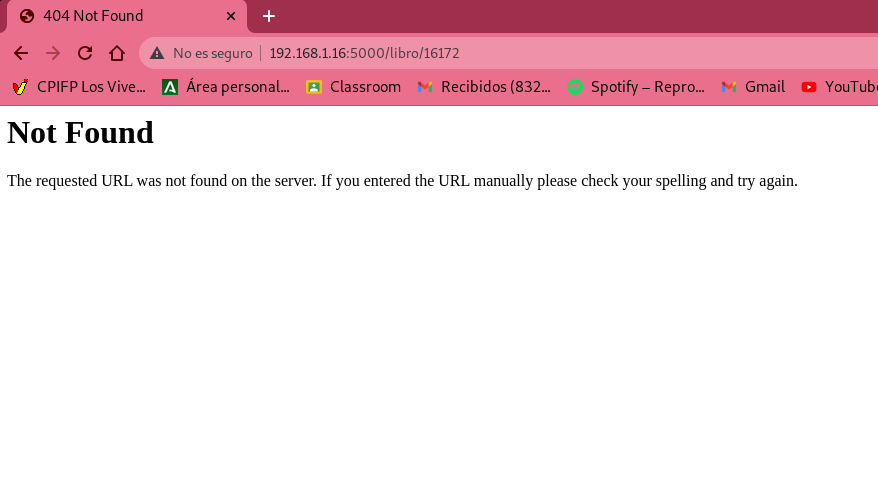 404 Not Found
No es seguro 192.168.1.16:5000/libro/16172
CPIFP Los Vive... Área personal... Classroom Recibidos (832... Spotify – Repro... Gmail YouTube
Not Found
The requested URL was not found on the server. If you entered the URL manually please check your spelling and try again.